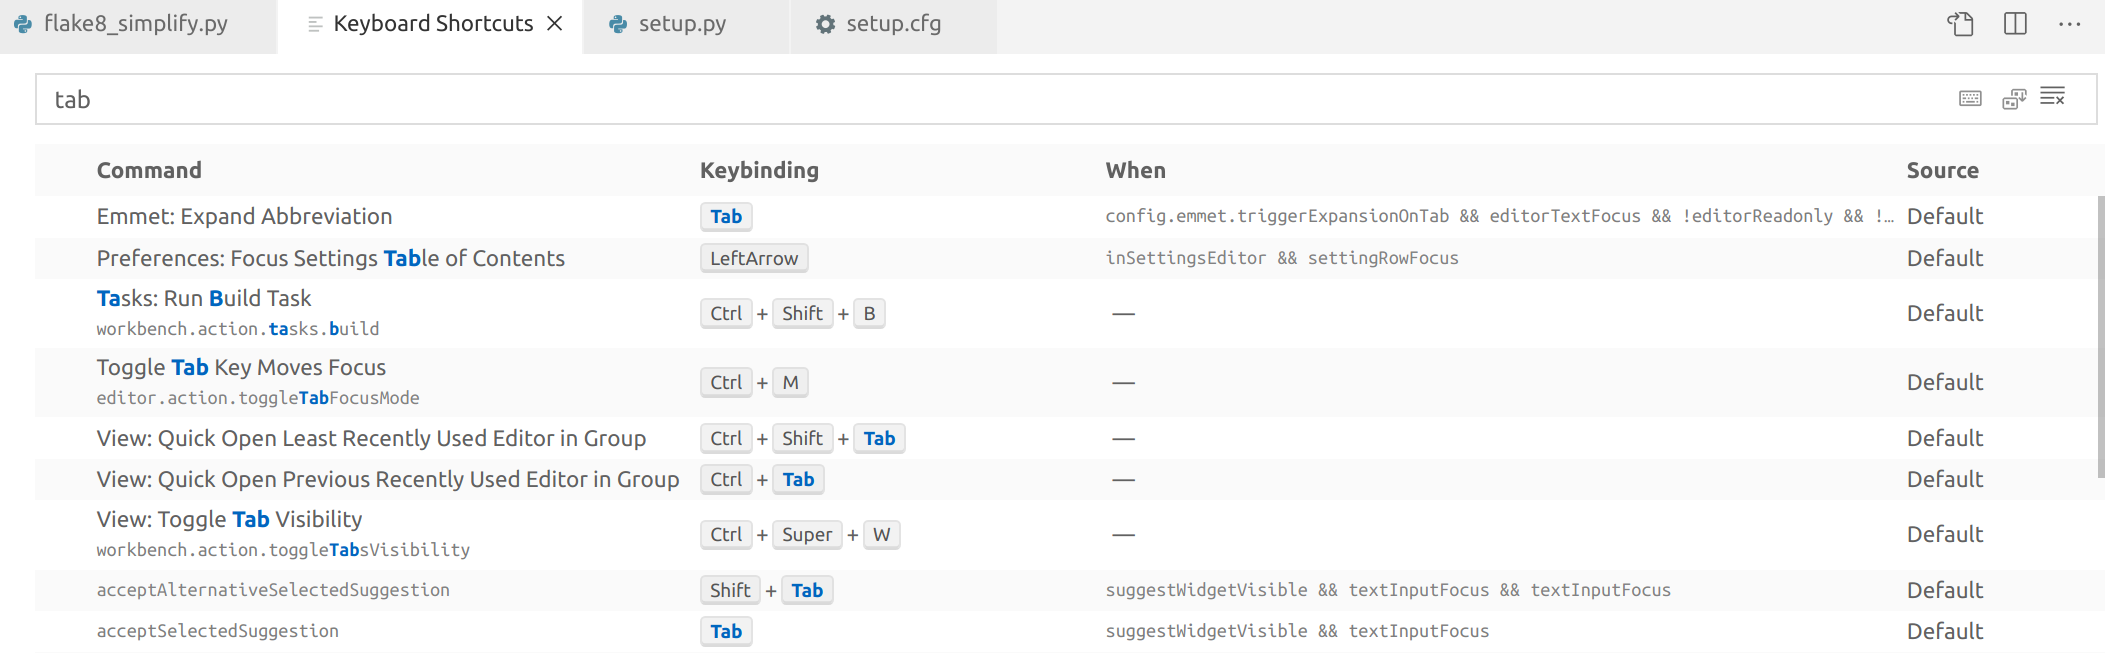 flake8_simplify.py Keyboard Shortcuts setup.py setup.cfg
tab
Command Keybinding When Source
Emmet: Expand Abbreviation Tab config.emmet.triggerExpansionOnTab && editorTextFocus && !editorReadonly && !… Default
Preferences: Focus Settings Table of Contents LeftArrow inSettingsEditor && settingRowFocus Default
Tasks: Run Build Task
workbench.action.tasks.build Ctrl + Shift + B — Default
Toggle Tab Key Moves Focus
editor.action.toggleTabFocusMode Ctrl + M — Default
View: Quick Open Least Recently Used Editor in Group Ctrl + Shift + Tab — Default
View: Quick Open Previous Recently Used Editor in Group Ctrl + Tab — Default
View: Toggle Tab Visibility
workbench.action.toggleTabsVisibility Ctrl + Super + W — Default
acceptAlternativeSelectedSuggestion Shift + Tab suggestWidgetVisible && textInputFocus && textInputFocus Default
acceptSelectedSuggestion Tab suggestWidgetVisible && textInputFocus Default